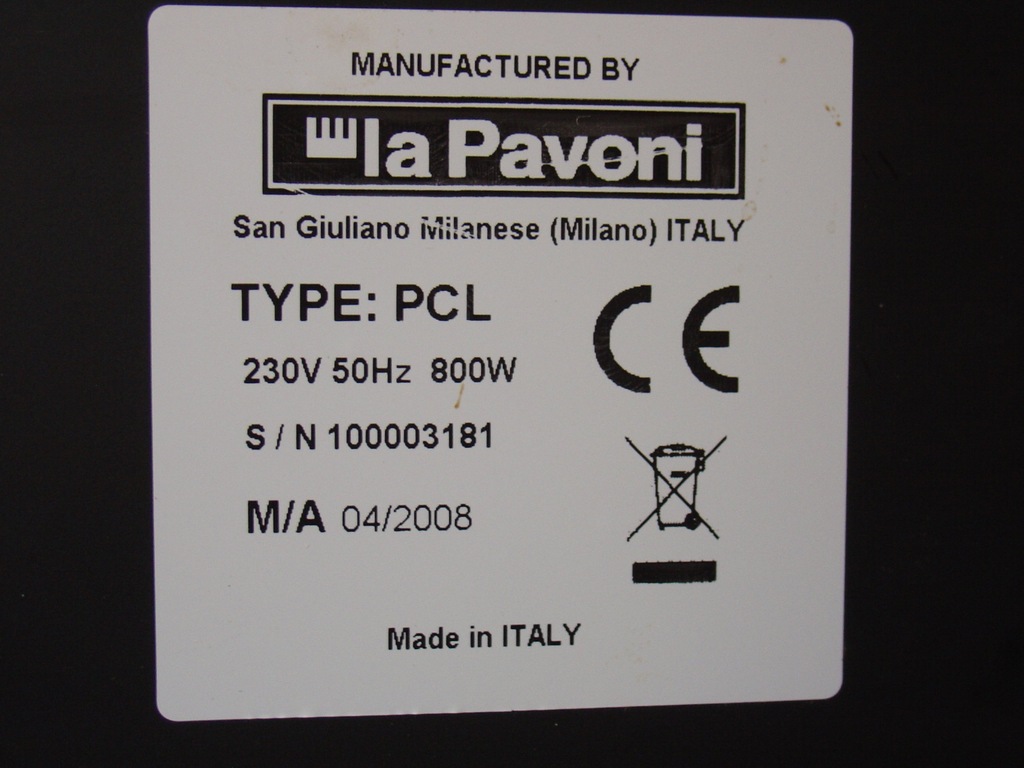 MANUFACTURED BY
la Pavoni
San Giuliano Milanese (Milano) ITALY
TYPE: PCL
CE
230V 50Hz 800W
S / N 100003181
M/A 04/2008
Made in ITALY